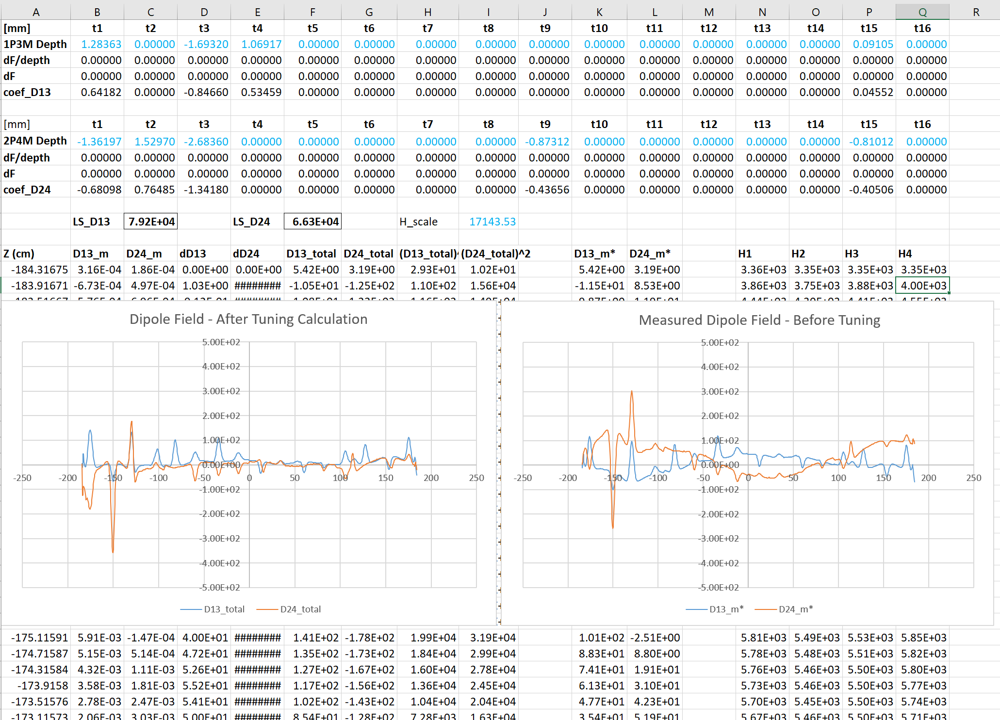 A B C D E F G H I J K L M N O P Q R
[mm] t1 t2 t3 t4 t5 t6 t7 t8 t9 t10 t11 t12 t13 t14 t15 t16
1P3M Depth 1.28363 0.00000 -1.69320 1.06917 0.00000 0.00000 0.00000 0.00000 0.00000 0.00000 0.00000 0.00000 0.00000 0.00000 0.09105 0.00000
dF/depth 0.00000 0.00000 0.00000 0.00000 0.00000 0.00000 0.00000 0.00000 0.00000 0.00000 0.00000 0.00000 0.00000 0.00000 0.00000 0.00000
dF 0.00000 0.00000 0.00000 0.00000 0.00000 0.00000 0.00000 0.00000 0.00000 0.00000 0.00000 0.00000 0.00000 0.00000 0.00000 0.00000
coef_D13 0.64182 0.00000 -0.84660 0.53459 0.00000 0.00000 0.00000 0.00000 0.00000 0.00000 0.00000 0.00000 0.00000 0.00000 0.04552 0.00000
[mm] t1 t2 t3 t4 t5 t6 t7 t8 t9 t10 t11 t12 t13 t14 t15 t16
2P4M Depth -1.36197 1.52970 -2.68360 0.00000 0.00000 0.00000 0.00000 0.00000 -0.87312 0.00000 0.00000 0.00000 0.00000 0.00000 -0.81012 0.00000
dF/depth 0.00000 0.00000 0.00000 0.00000 0.00000 0.00000 0.00000 0.00000 0.00000 0.00000 0.00000 0.00000 0.00000 0.00000 0.00000 0.00000
dF 0.00000 0.00000 0.00000 0.00000 0.00000 0.00000 0.00000 0.00000 0.00000 0.00000 0.00000 0.00000 0.00000 0.00000 0.00000 0.00000
coef_D24 -0.68098 0.76485 -1.34180 0.00000 0.00000 0.00000 0.00000 0.00000 -0.43656 0.00000 0.00000 0.00000 0.00000 0.00000 -0.40506 0.00000
LS_D13 7.92E+04 LS_D24 6.63E+04 H_scale 17143.53
Z (cm) D13_m D24_m dD13 dD24 D13_total D24_total (D13_total)^ (D24_total)^2 D13_m* D24_m* H1 H2 H3 H4
-184.31675 3.16E-04 1.86E-04 0.00E+00 0.00E+00 5.42E+00 3.19E+00 2.93E+01 1.02E+01 5.42E+00 3.19E+00 3.36E+03 3.35E+03 3.35E+03 3.35E+03
-183.91671 -6.73E-04 4.97E-04 1.03E+00 ######## -1.05E+01 -1.25E+02 1.10E+02 1.56E+04 -1.15E+01 8.53E+00 3.86E+03 3.75E+03 3.88E+03 4.00E+03
Dipole Field - After Tuning Calculation
5.00E+02
4.00E+02
3.00E+02
2.00E+02
1.00E+02
0.00E+00
-250 -200 -150 -100 -50 0 50 100 150 200 250
-1.00E+02
-2.00E+02
-3.00E+02
-4.00E+02
-5.00E+02
D13_total D24_total
Measured Dipole Field - Before Tuning
5.00E+02
4.00E+02
3.00E+02
2.00E+02
1.00E+02
0.00E+00
-250 -200 -150 -100 -50 0 50 100 150 200 250
-1.00E+02
-2.00E+02
-3.00E+02
-4.00E+02
-5.00E+02
D13_m* D24_m*
-175.11591 5.91E-03 -1.47E-04 4.00E+01 ######## 1.41E+02 -1.78E+02 1.99E+04 3.19E+04 1.01E+02 -2.51E+00 5.81E+03 5.49E+03 5.53E+03 5.85E+03
-174.71587 5.15E-03 5.14E-04 4.72E+01 ######## 1.35E+02 -1.73E+02 1.84E+04 2.99E+04 8.83E+01 8.80E+00 5.78E+03 5.48E+03 5.51E+03 5.82E+03
-174.31584 4.32E-03 1.11E-03 5.26E+01 ######## 1.27E+02 -1.67E+02 1.60E+04 2.78E+04 7.41E+01 1.91E+01 5.76E+03 5.46E+03 5.50E+03 5.80E+03
-173.9158 3.58E-03 1.81E-03 5.52E+01 ######## 1.17E+02 -1.56E+02 1.36E+04 2.45E+04 6.13E+01 3.10E+01 5.73E+03 5.46E+03 5.50E+03 5.77E+03
-173.51576 2.78E-03 2.47E-03 5.41E+01 ######## 1.02E+02 -1.43E+02 1.04E+04 2.04E+04 4.77E+01 4.23E+01 5.70E+03 5.45E+03 5.50E+03 5.74E+03
-173.11573 2.06E-03 3.03E-03 5.00E+01 ######## 8.54E+01 -1.28E+02 7.28E+03 1.63E+04 3.54E+01 5.19E+01 5.67E+03 5.46E+03 5.50E+03 5.71E+03